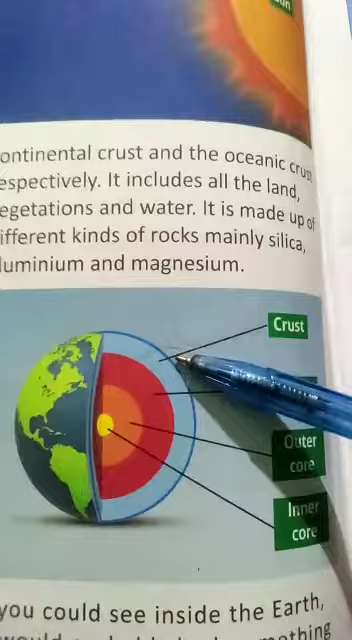 ontinental crust and the oceanic crus
espectively. It includes all the land,
egetations and water. It is made up of
ifferent kinds of rocks mainly silica,
luminium and magnesium.
Crust
Outer
core
Inner
core
you could see inside the Earth,